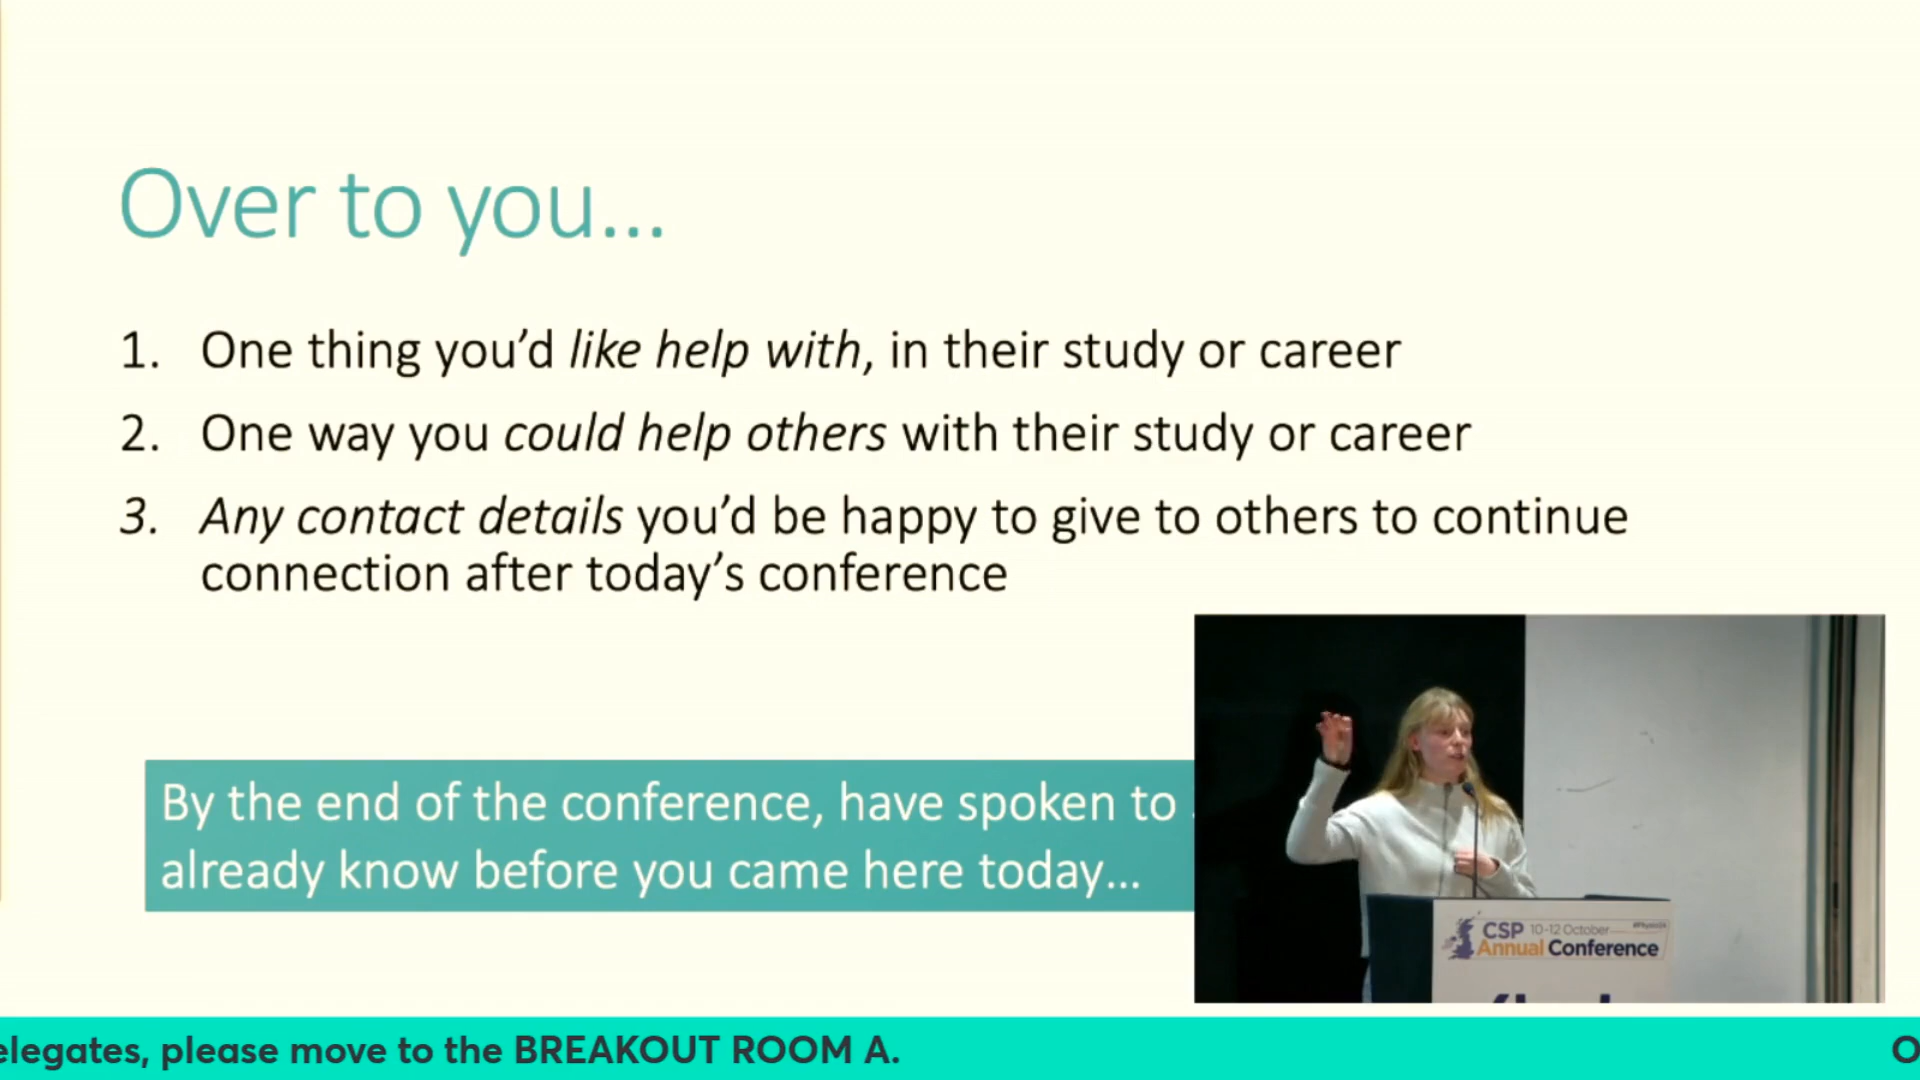 Over to you...
1. One thing you'd like help with, in their study or career
2. One way you could help others with their study or career
3. Any contact details you'd be happy to give to others to continue
connection after today's conference
By the end of the conference, have spoken to
already know before you came here today...
CSP 10-12 October
Annual Conference
elegates, please move to the BREAKOUT ROOM A.
O